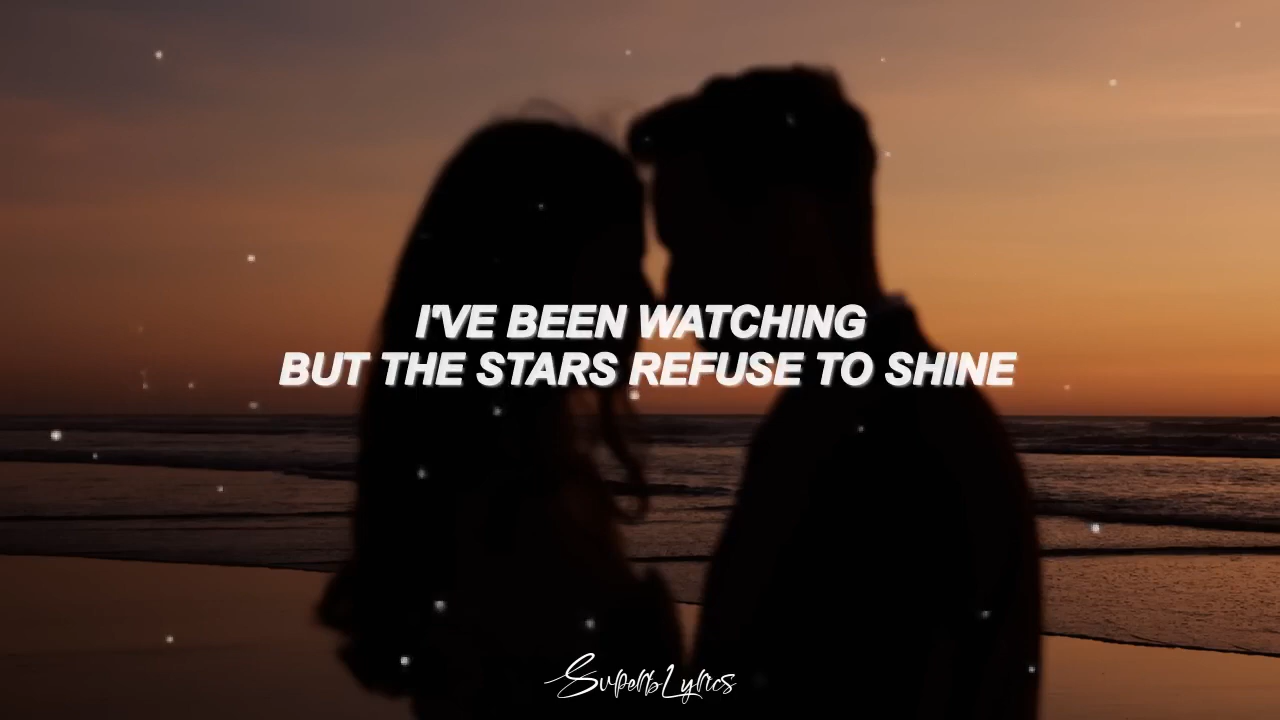 I'VE BEEN WATCHING
BUT THE STARS REFUSE TO SHINE
SuperbLyrics